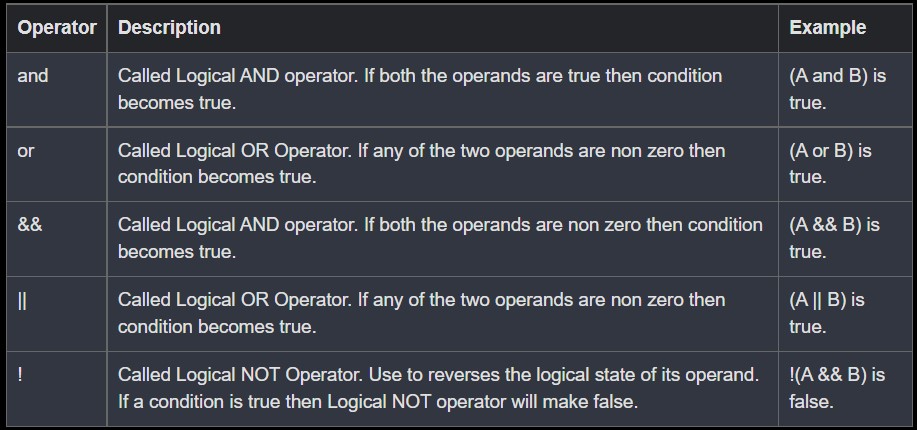 Operator Description Example
and Called Logical AND operator. If both the operands are true then condition (A and B) is
becomes true. true.
or Called Logical OR Operator. If any of the two operands are non zero then (A or B) is
condition becomes true. true.
&& Called Logical AND operator. If both the operands are non zero then condition (A && B) is
becomes true. true.
|| Called Logical OR Operator. If any of the two operands are non zero then (A || B) is
condition becomes true. true.
! Called Logical NOT Operator. Use to reverses the logical state of its operand. !(A && B) is
If a condition is true then Logical NOT operator will make false. false.